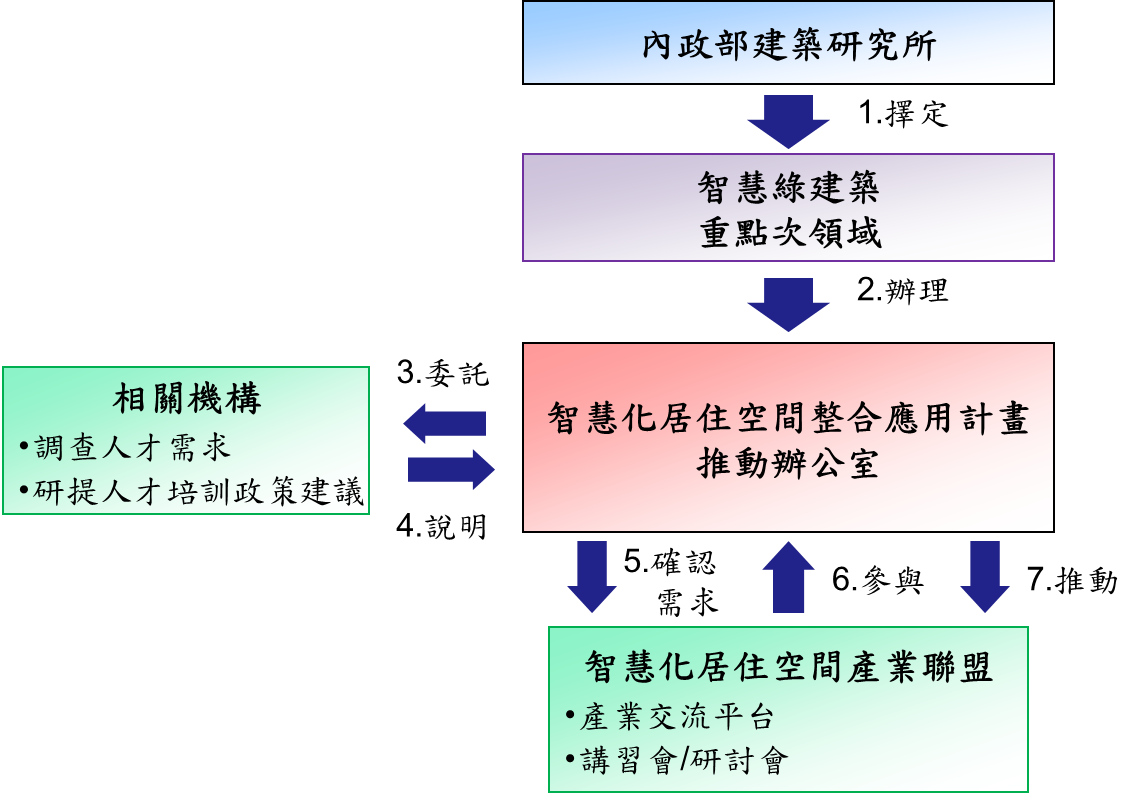 內政部建築研究所
1.擇定
智慧綠建築
重點次領域
2.辦理
3.委託
相關機構
•調查人才需求
•研提人才培訓政策建議
智慧化居住空間整合應用計畫
推動辦公室
4.說明
5.確認
需求
6.參與
7.推動
智慧化居住空間產業聯盟
•產業交流平台
•講習會/研討會